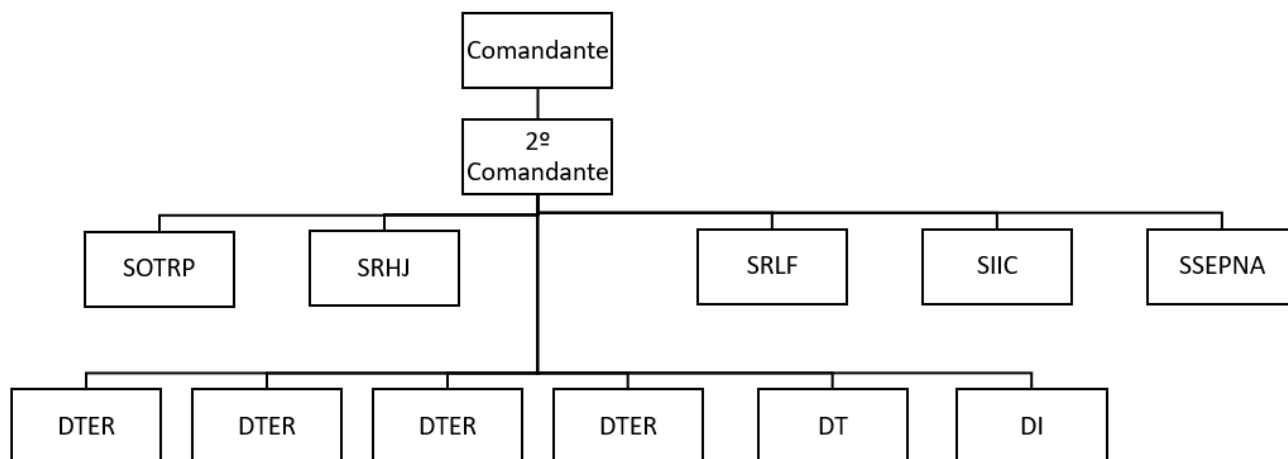 Comandante
2º
Comandante
SOTRP
SRHJ
SRLF
SIIC
SSEPNA
DTER
DTER
DTER
DTER
DT
DI